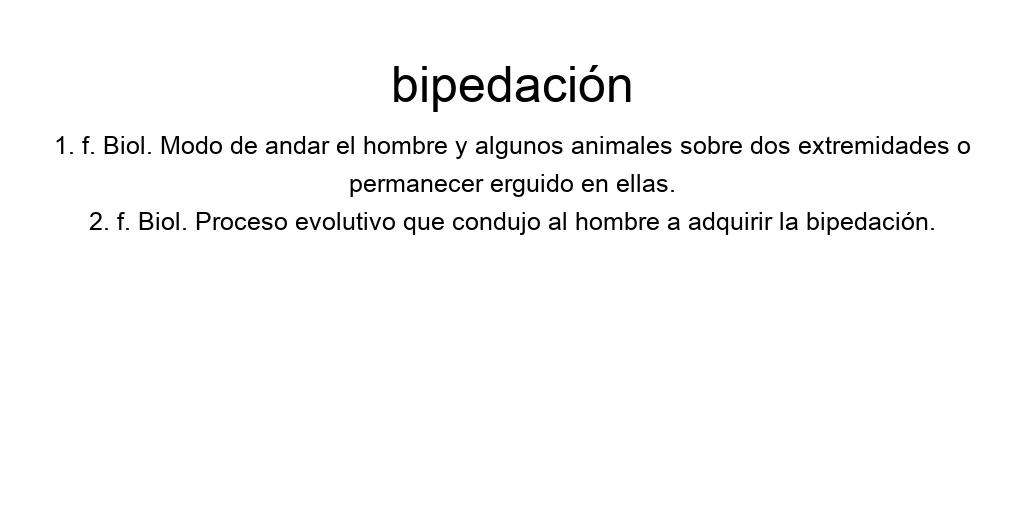 bipedación
1. f. Biol. Modo de andar el hombre y algunos animales sobre dos extremidades o
permanecer erguido en ellas.
2. f. Biol. Proceso evolutivo que condujo al hombre a adquirir la bipedación.